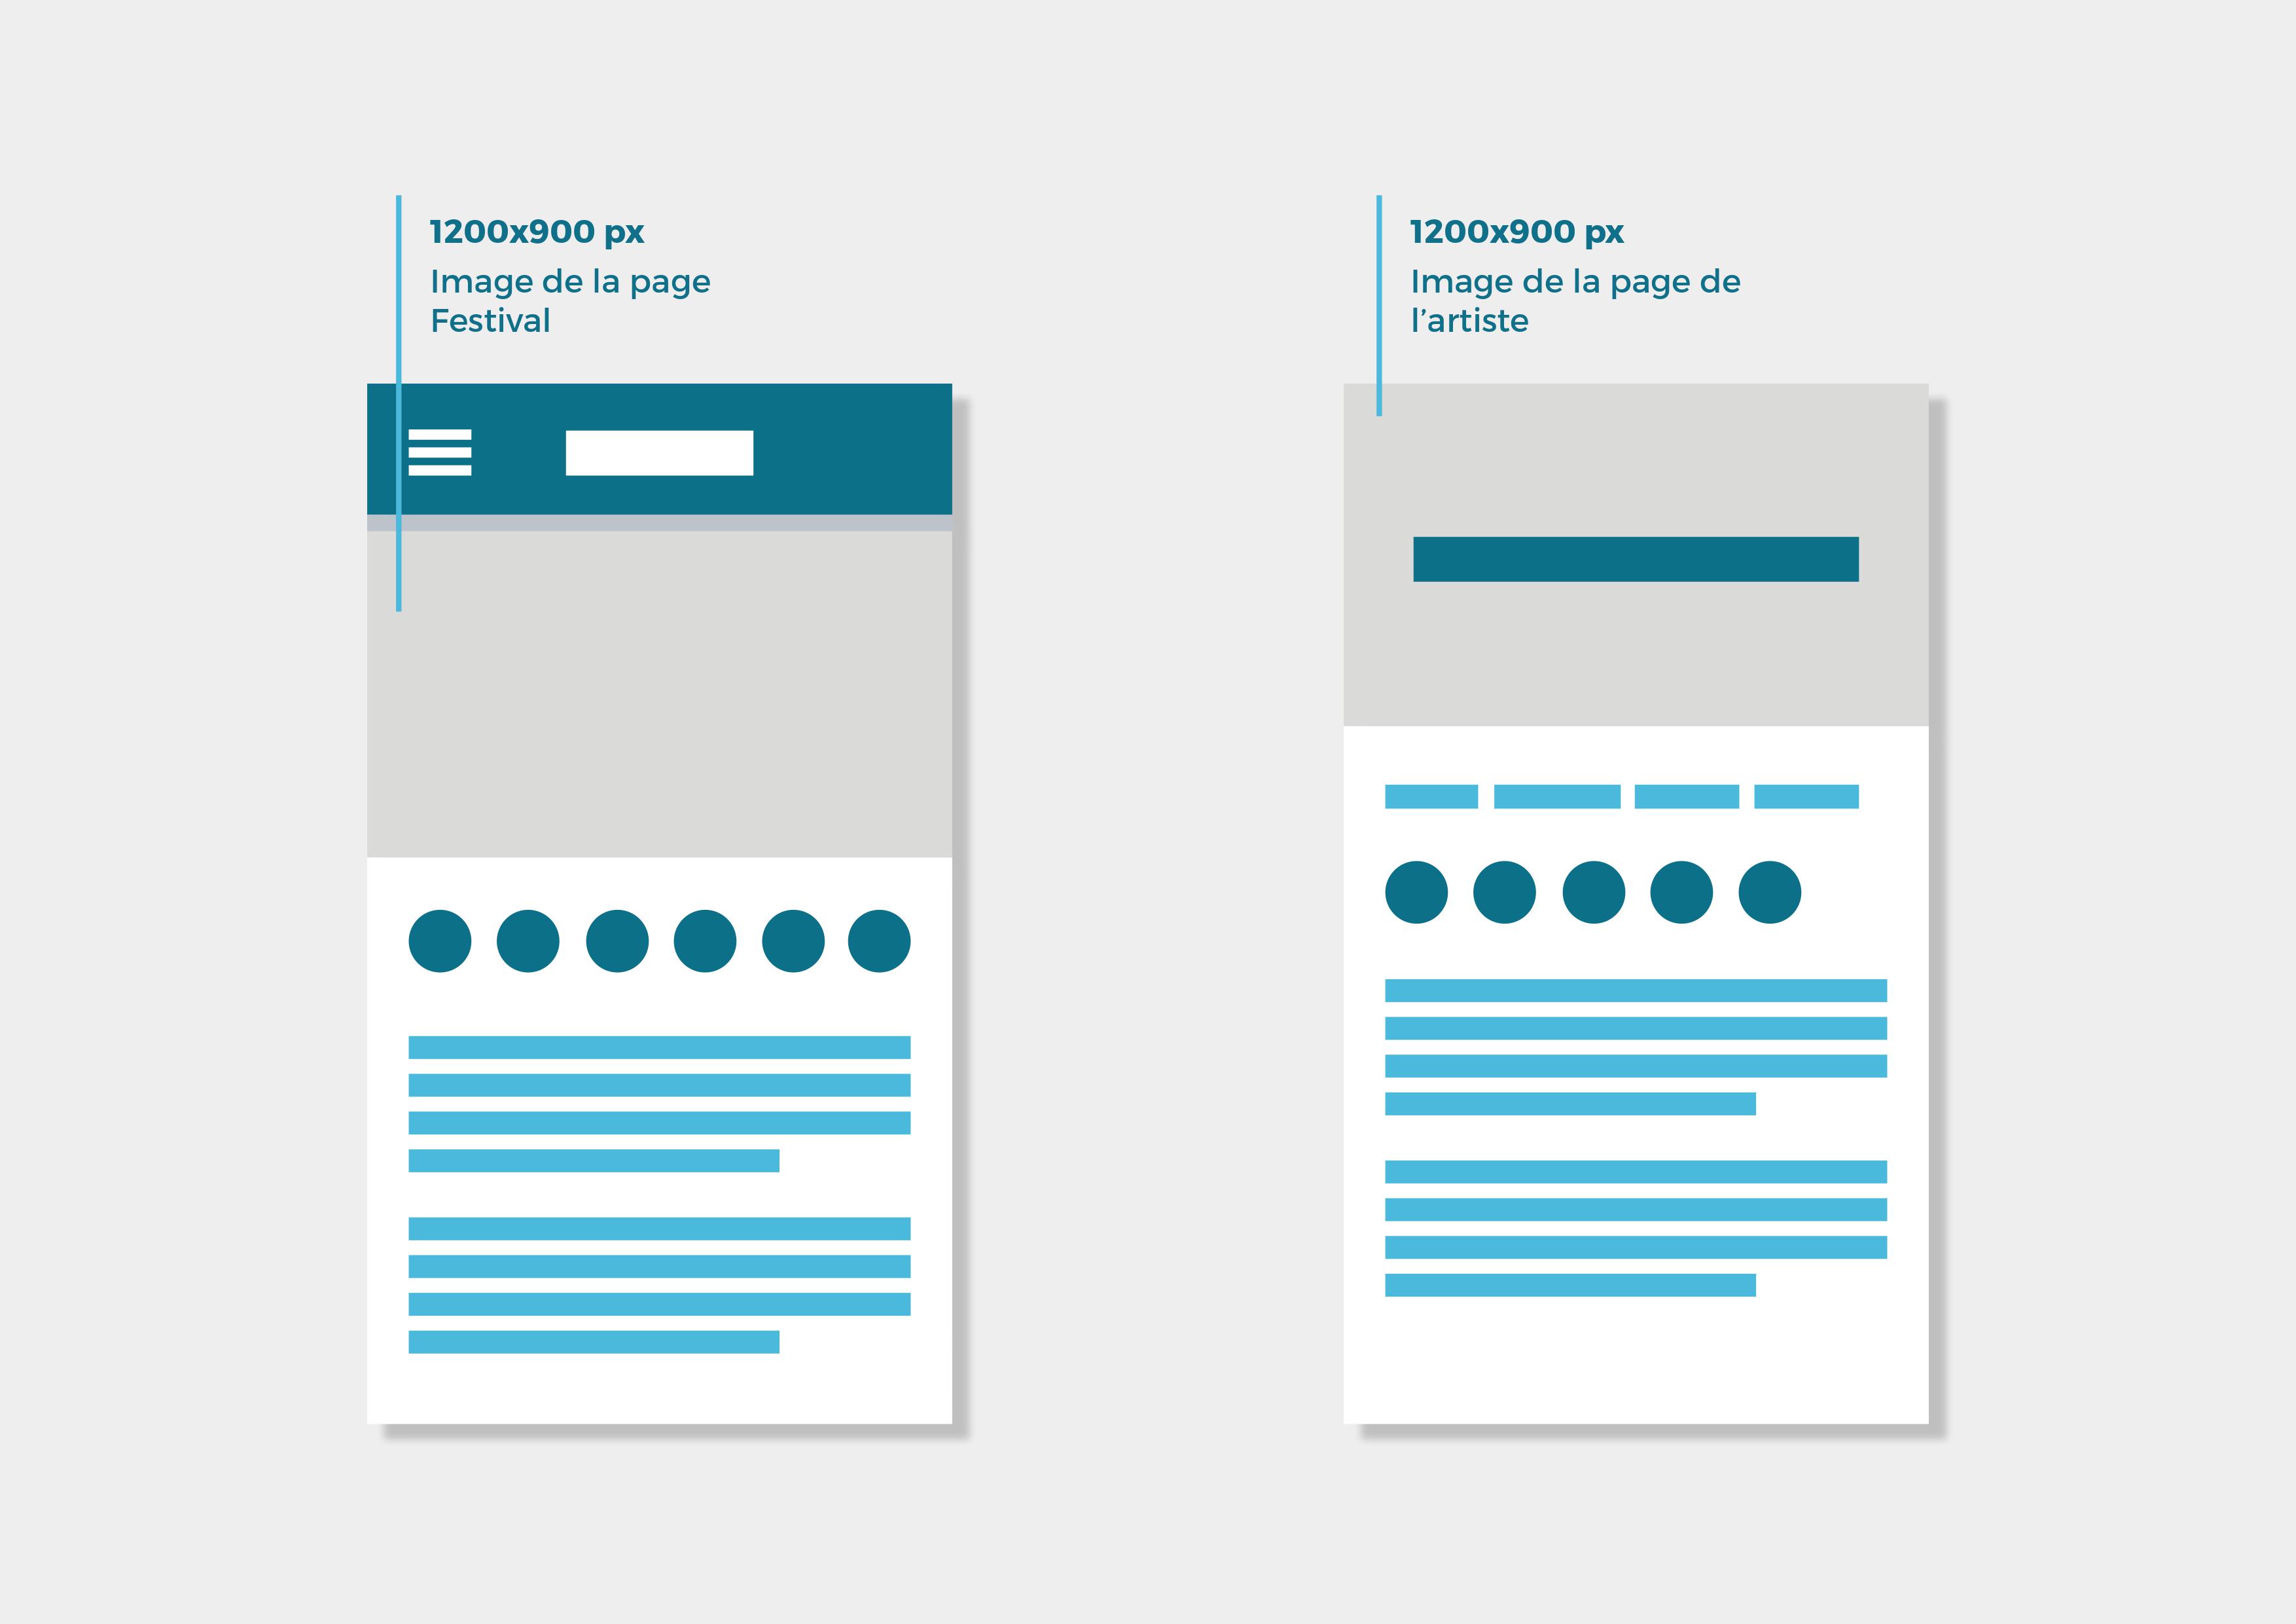 1200x900 px
Image de la page
Festival
1200x900 px
Image de la page de
l’artiste